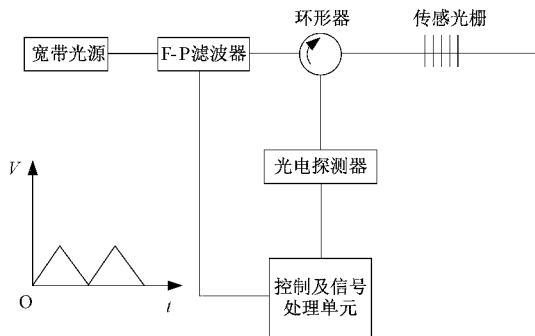 环形器
传感光栅
宽带光源
F-P滤波器
光电探测器
V
O
t
控制及信号
处理单元